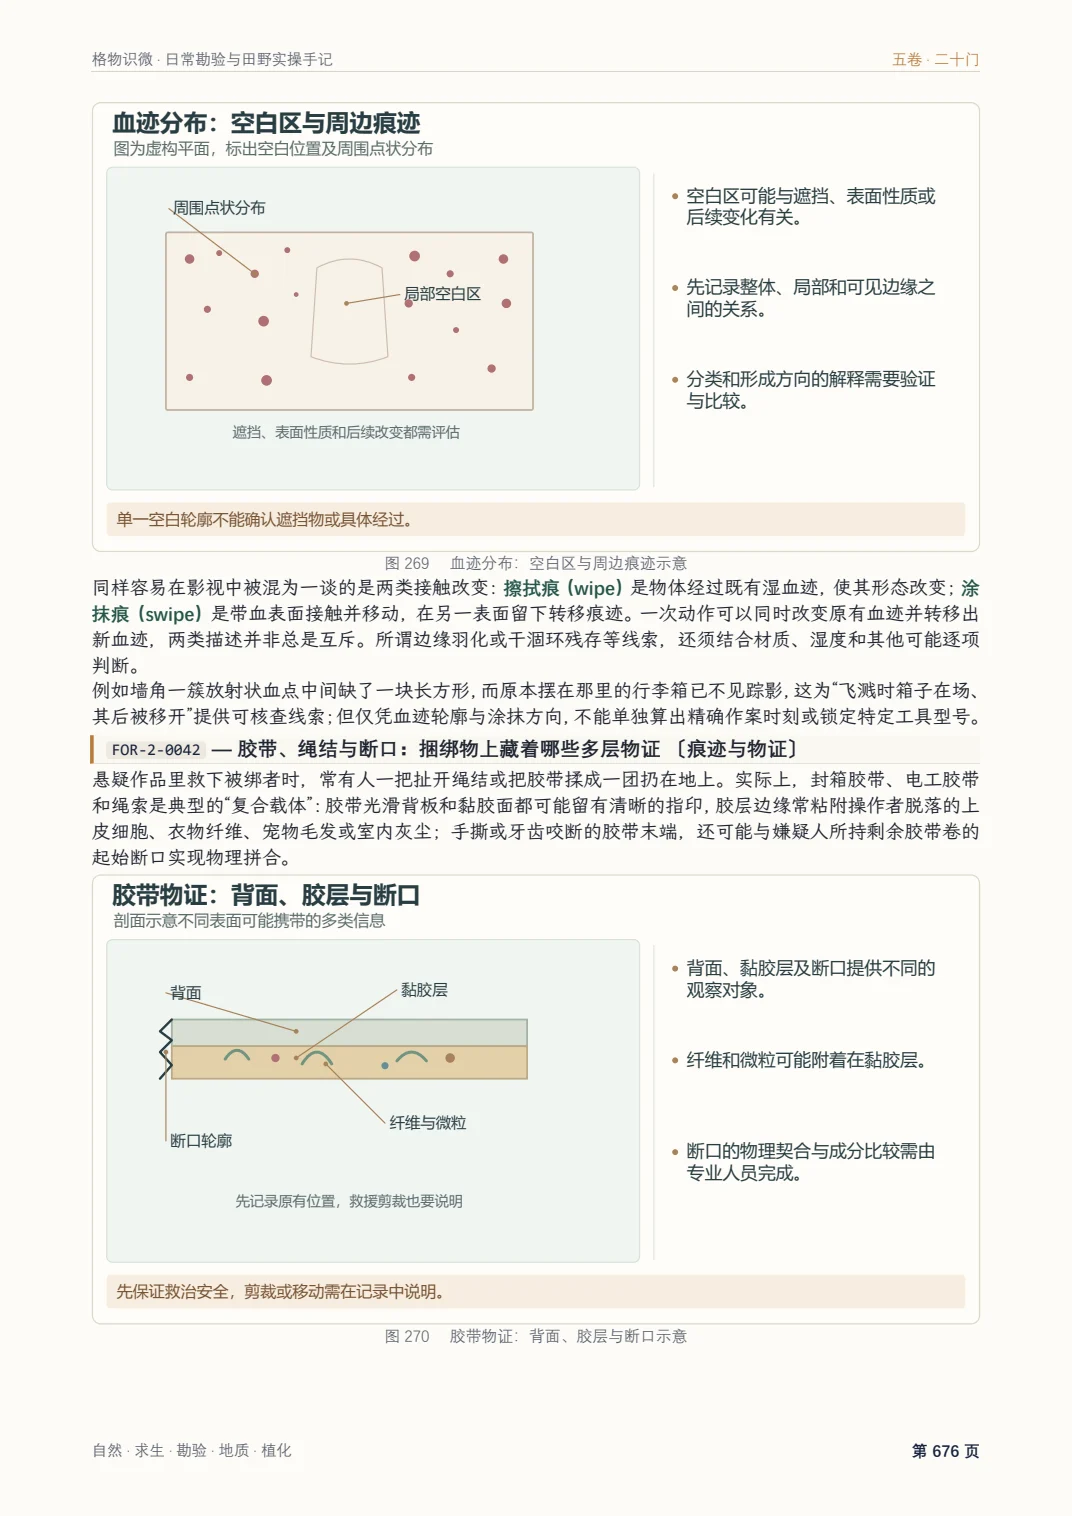 格物识微 · 日常勘验与田野实操手记
五卷 · 二十门
血迹分布：空白区与周边痕迹
图为虚构平面，标出空白位置及周围点状分布
周围点状分布
局部空白区
遮挡、表面性质和后续改变都需评估
空白区可能与遮挡、表面性质或
后续变化有关。
先记录整体、局部和可见边缘之
间的关系。
分类和形成方向的解释需要验证
与比较。
单一空白轮廓不能确认遮挡物或具体经过。
图 269 血迹分布：空白区与周边痕迹示意
同样容易在影视中被混为一谈的是两类接触改变：擦拭痕（wipe）是物体经过既有湿血迹，使其形态改变；涂
抹痕（swipe）是带血表面接触并移动，在另一表面留下转移痕迹。一次动作可以同时改变原有血迹并转移出
新血迹，两类描述并非总是互斥。所谓边缘羽化或干涸环残存等线索，还须结合材质、湿度和其他可能逐项
判断。
例如墙角一簇放射状血点中间缺了一块长方形，而原本摆在那里的行李箱已不见踪影，这为“飞溅时箱子在场、
其后被移开”提供可核查线索；但仅凭血迹轮廓与涂抹方向，不能单独算出精确作案时刻或锁定特定工具型号。
FOR-2-0042 — 胶带、绳结与断口：捆绑物上藏着哪些多层物证 〔痕迹与物证〕
悬疑作品里救下被绑者时，常有人一把扯开绳结或把胶带揉成一团扔在地上。实际上，封箱胶带、电工胶带
和绳索是典型的“复合载体”：胶带光滑背板和黏胶面都可能留有清晰的指印，胶层边缘常粘附操作者脱落的上
皮细胞、衣物纤维、宠物毛发或室内灰尘；手撕或牙齿咬断的胶带末端，还可能与嫌疑人所持剩余胶带卷的
起始断口实现物理拼合。
胶带物证：背面、胶层与断口
剖面示意不同表面可能携带的多类信息
背面
黏胶层
纤维与微粒
断口轮廓
先记录原有位置，救援剪裁也要说明
背面、黏胶层及断口提供不同的
观察对象。
纤维和微粒可能附着在黏胶层。
断口的物理契合与成分比较需由
专业人员完成。
先保证救治安全，剪裁或移动需在记录中说明。
图 270 胶带物证：背面、胶层与断口示意
自然 · 求生 · 勘验 · 地质 · 植化
第 676 页